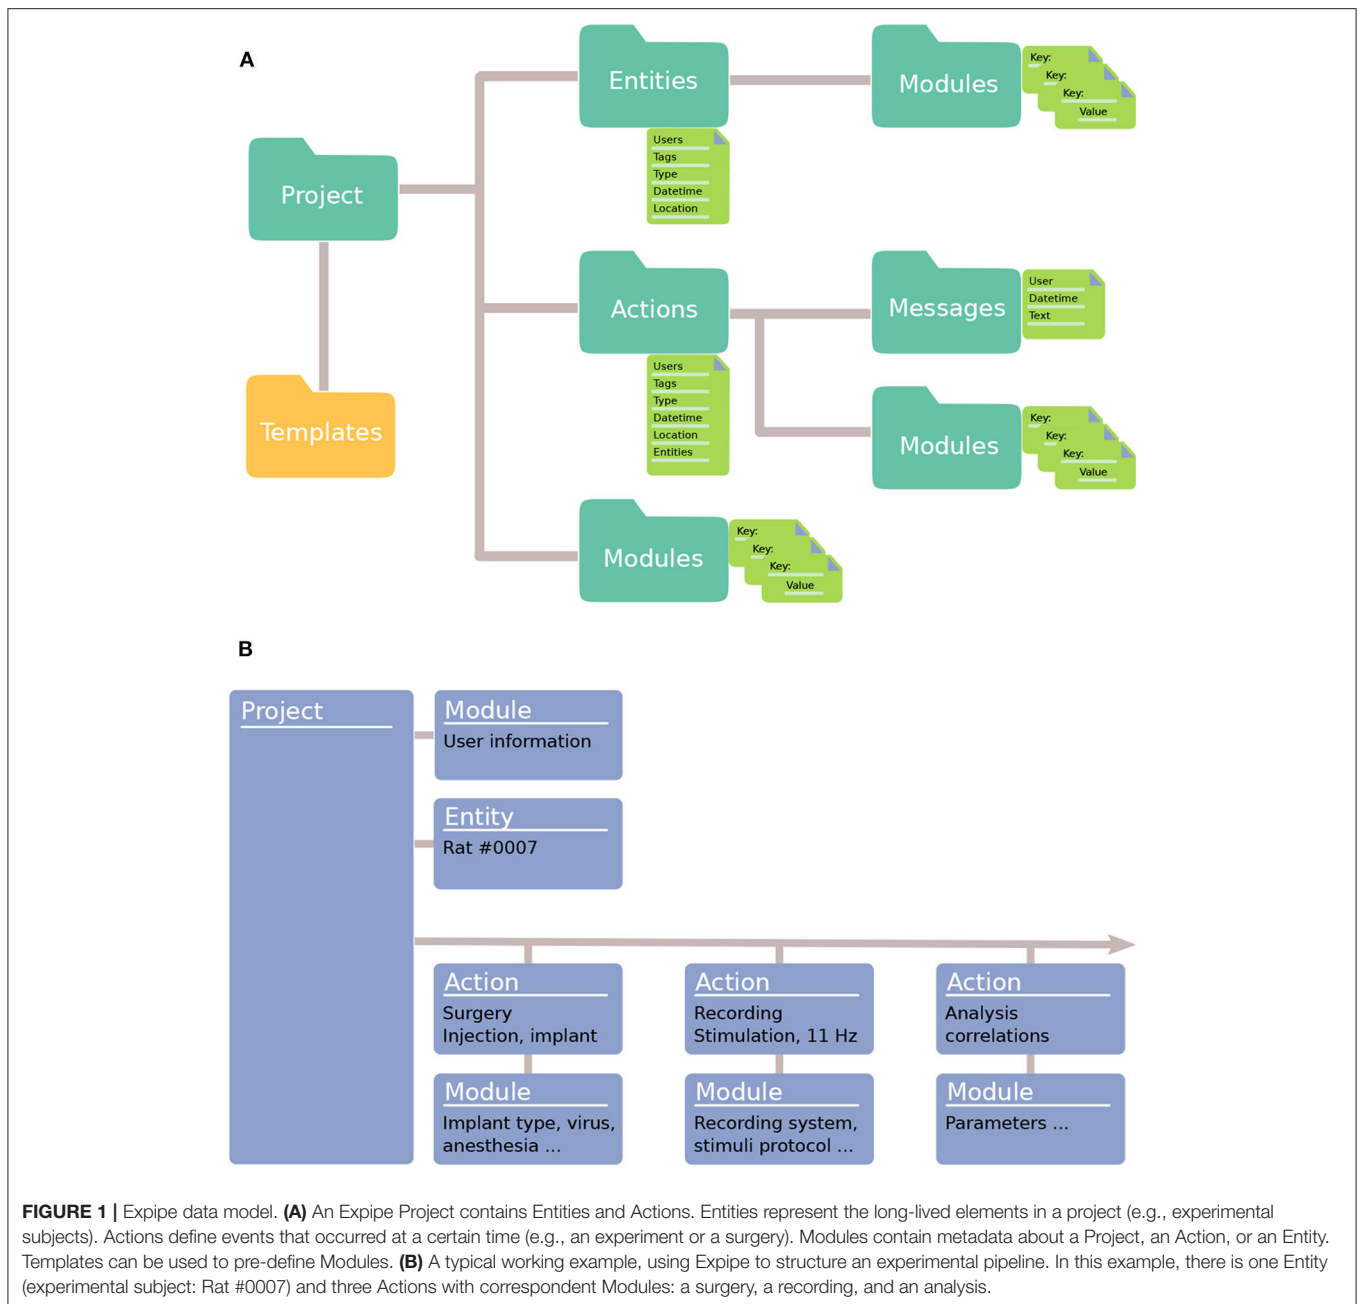 A
Project
Templates
Entities
Users
Tags
Type
Datetime
Location
Modules
Key:
Key:
Key:
Value
Actions
Users
Tags
Type
Datetime
Location
Entities
Messages
User
Datetime
Text
Modules
Key:
Key:
Key:
Value
Modules
Key:
Key:
Key:
Value
B
Project
Module
User information
Entity
Rat #0007
Action
Surgery
Injection, implant
Module
Implant type, virus,
anesthesia ...
Action
Recording
Stimulation, 11 Hz
Module
Recording system,
stimuli protocol ...
Action
Analysis
correlations
Module
Parameters ...
FIGURE 1 | Expipe data model. (A) An Expipe Project contains Entities and Actions. Entities represent the long-lived elements in a project (e.g., experimental
subjects). Actions define events that occurred at a certain time (e.g., an experiment or a surgery). Modules contain metadata about a Project, an Action, or an Entity.
Templates can be used to pre-define Modules. (B) A typical working example, using Expipe to structure an experimental pipeline. In this example, there is one Entity
(experimental subject: Rat #0007) and three Actions with correspondent Modules: a surgery, a recording, and an analysis.